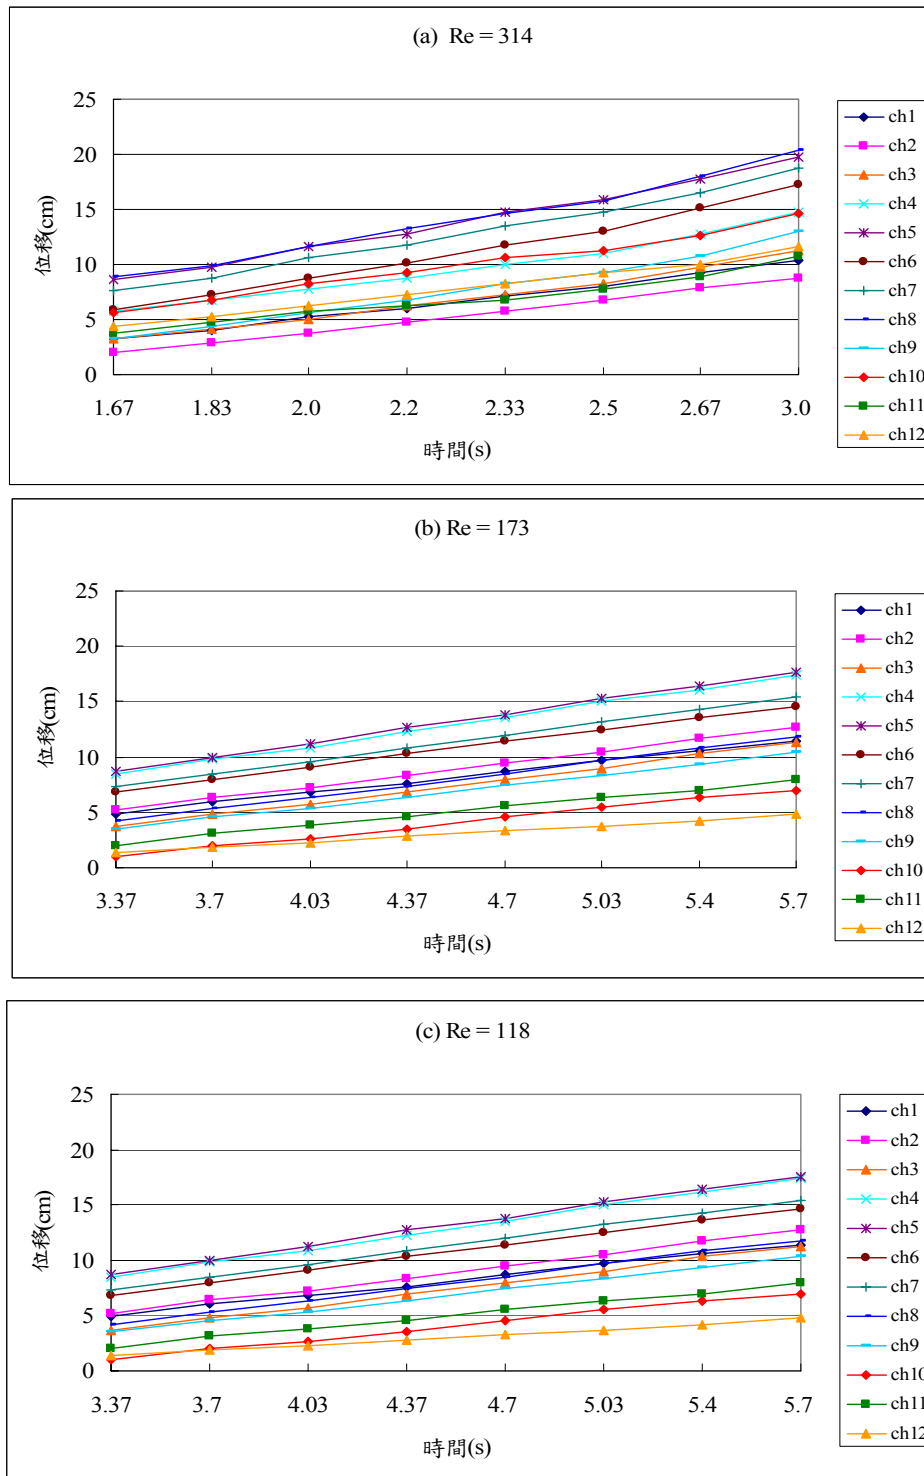 (a) Re = 314
25
20
15
10
5
0
位移(cm)
1.67 1.83 2.0 2.2 2.33 2.5 2.67 3.0
時間(s)
ch1
ch2
ch3
ch4
ch5
ch6
ch7
ch8
ch9
ch10
ch11
ch12
(b) Re = 173
25
20
15
10
5
0
位移(cm)
3.37 3.7 4.03 4.37 4.7 5.03 5.4 5.7
時間(s)
ch1
ch2
ch3
ch4
ch5
ch6
ch7
ch8
ch9
ch10
ch11
ch12
(c) Re = 118
25
20
15
10
5
0
位移(cm)
3.37 3.7 4.03 4.37 4.7 5.03 5.4 5.7
時間(s)
ch1
ch2
ch3
ch4
ch5
ch6
ch7
ch8
ch9
ch10
ch11
ch12